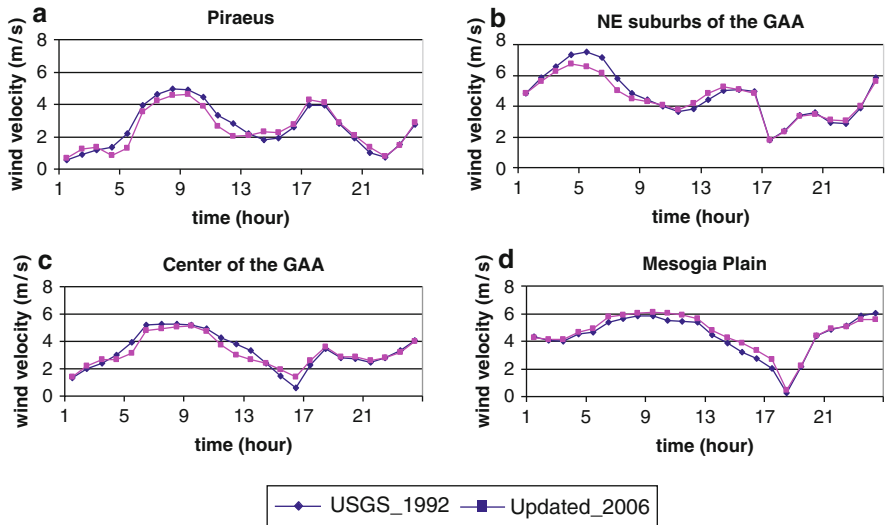 a
Piraeus
wind velocity (m/s)
8
6
4
2
0
1 5 9 13 17 21
time (hour)
b
NE suburbs of the GAA
wind velocity (m/s)
8
6
4
2
0
1 5 9 13 17 21
time (hour)
c
Center of the GAA
wind velocity (m/s)
8
6
4
2
0
1 5 9 13 17 21
time (hour)
d
Mesogia Plain
wind velocity (m/s)
8
6
4
2
0
1 5 9 13 17 21
time (hour)
USGS_1992 Updated_2006